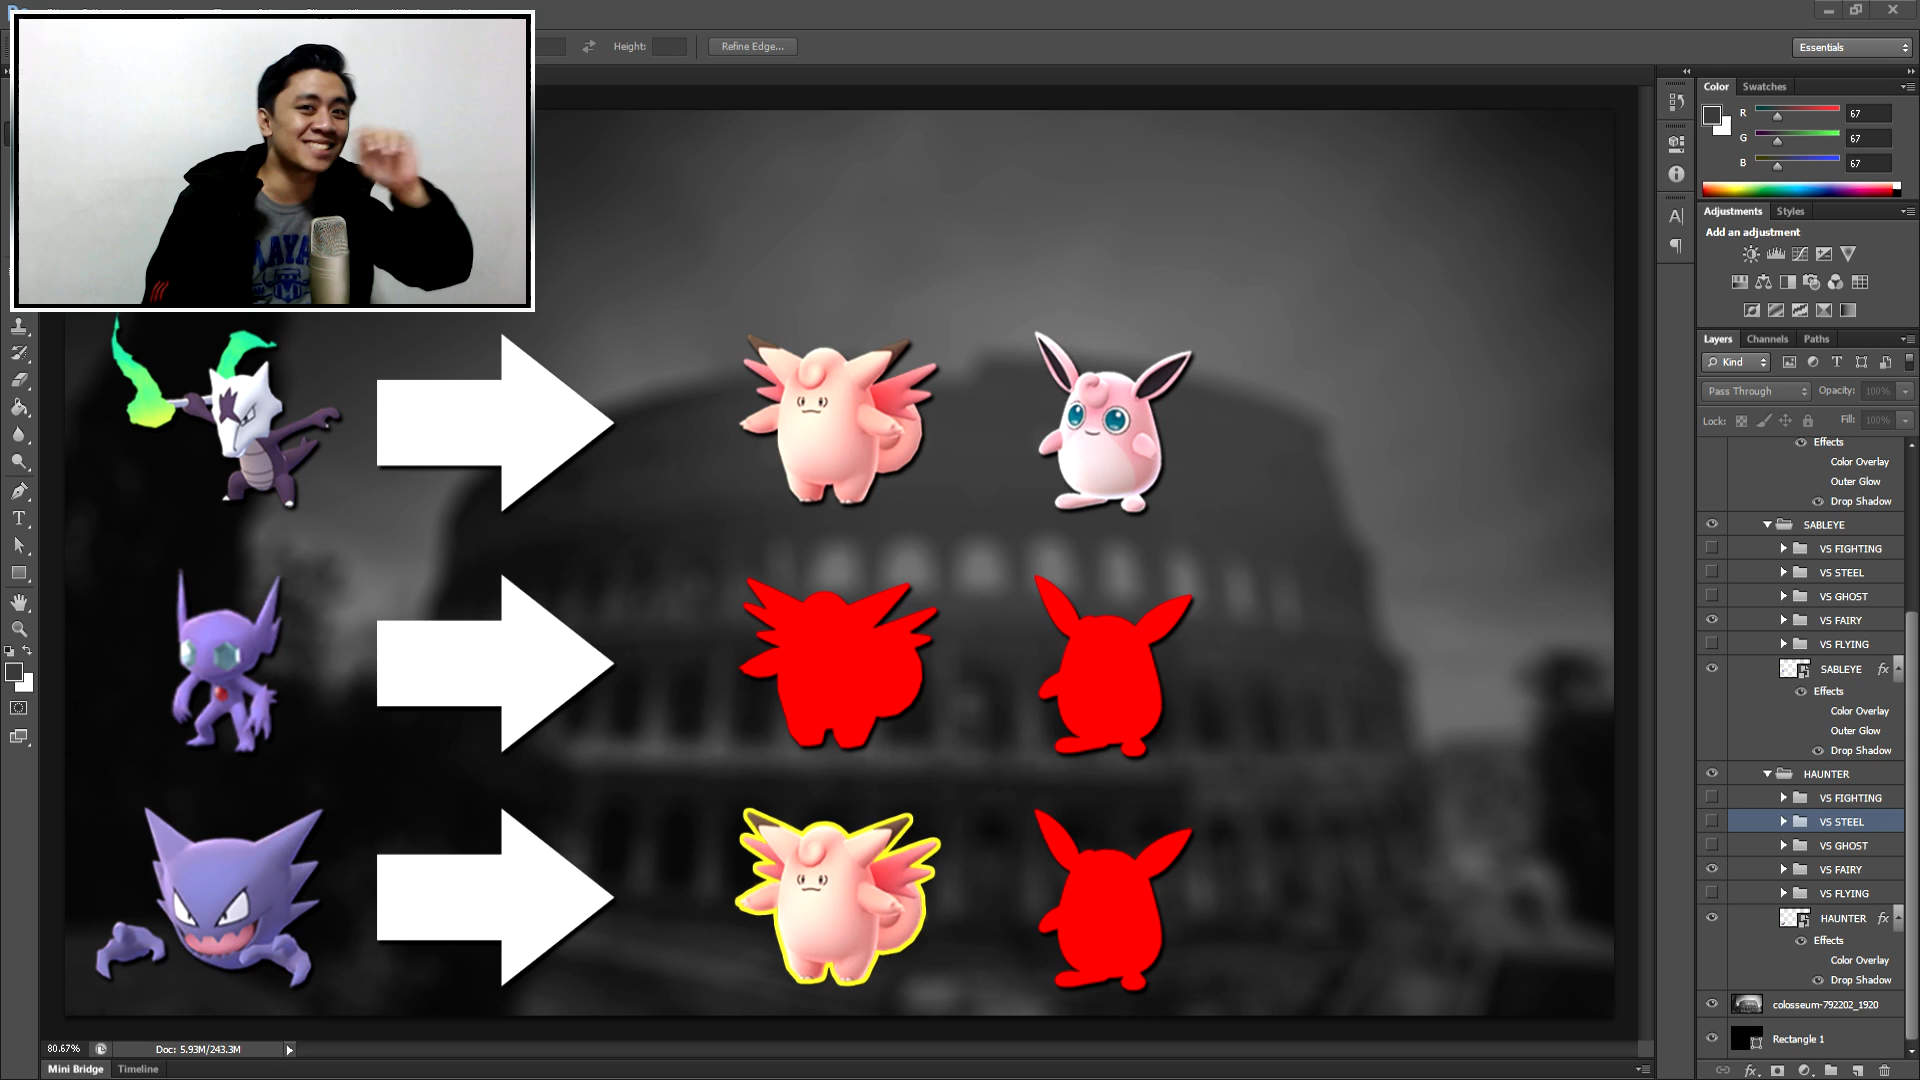 Height:
Refine Edge...
Essentials
Color Swatches
R 67
G 67
B 67
Adjustments Styles
Add an adjustment
Layers Channels Paths
Kind
Pass Through Opacity: 100%
Lock: Fill: 100%
Effects
Color Overlay
Outer Glow
Drop Shadow
SABLEYE
VS FIGHTING
VS STEEL
VS GHOST
VS FAIRY
VS FLYING
SABLEYE fx
Effects
Color Overlay
Outer Glow
Drop Shadow
HAUNTER
VS FIGHTING
VS STEEL
VS GHOST
VS FAIRY
VS FLYING
HAUNTER fx
Effects
Color Overlay
Drop Shadow
colosseum-792202_1920
Rectangle 1
80.67% Doc: 5.93M/243.3M
Mini Bridge Timeline